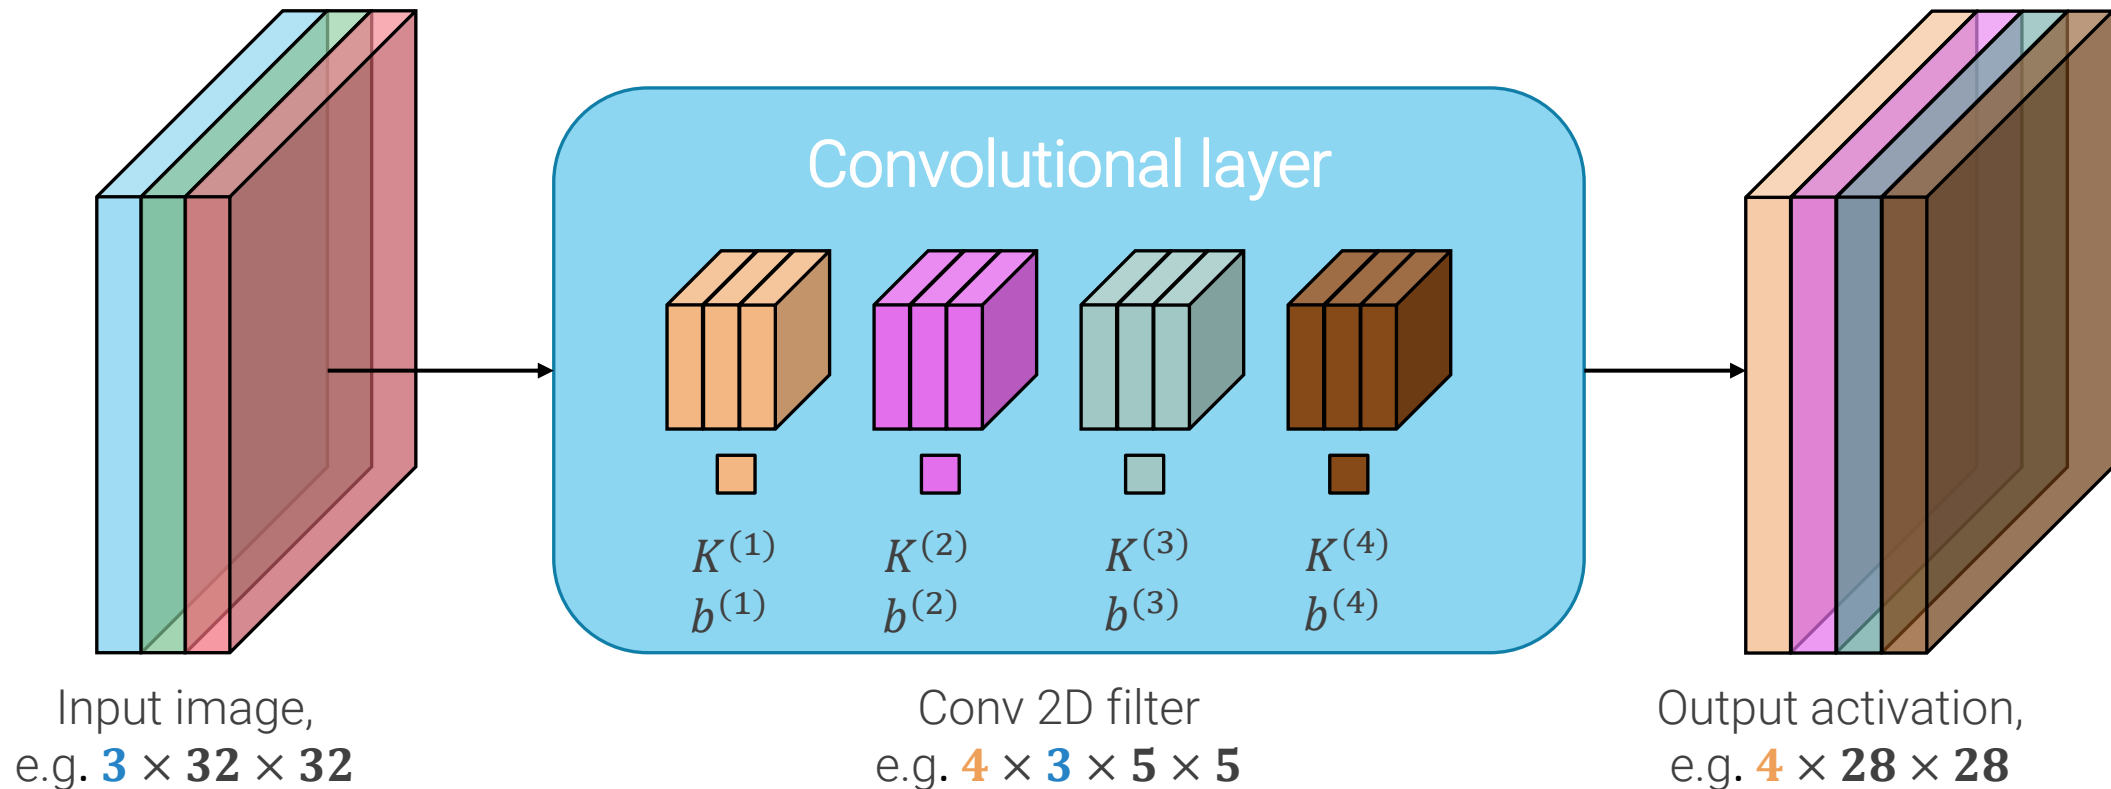 Convolutional layer
K^(1) K^(2) K^(3) K^(4)
b^(1) b^(2) b^(3) b^(4)
Input image,
e.g. 3 × 32 × 32
Conv 2D filter
e.g. 4 × 3 × 5 × 5
Output activation,
e.g. 4 × 28 × 28